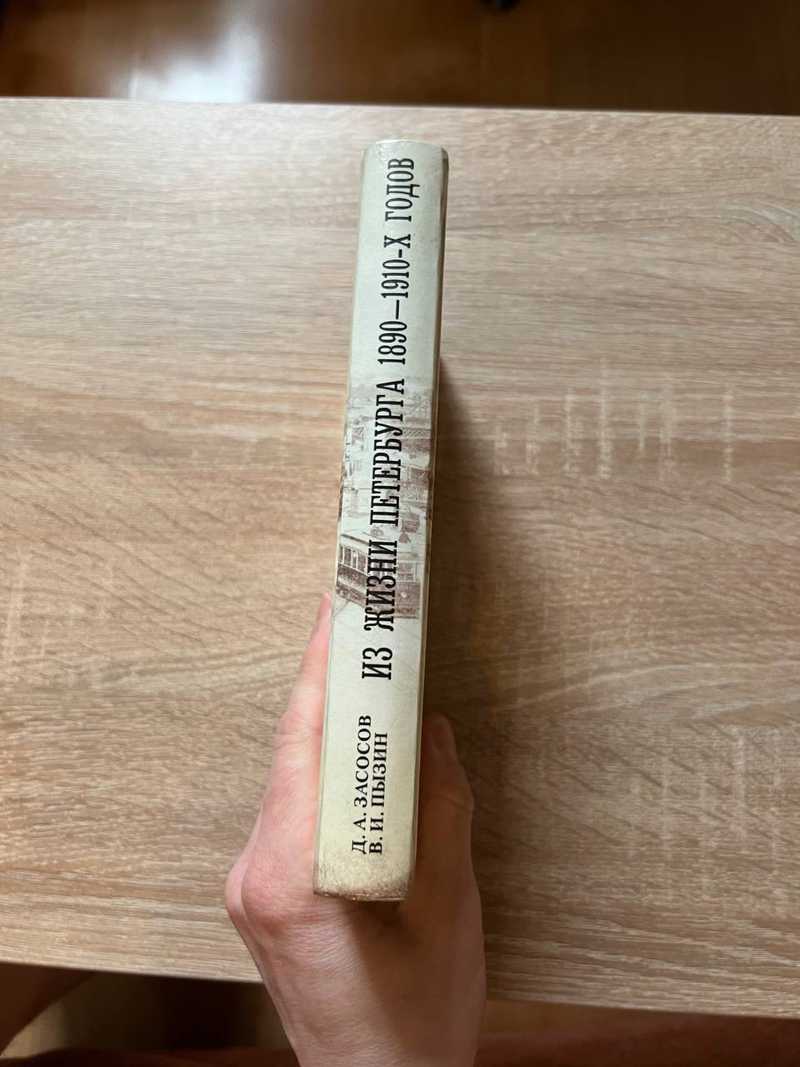 Д. А. ЗАСОСОВ
В. И. ПЫЗИН
ИЗ ЖИЗНИ ПЕТЕРБУРГА 1890—1910-Х ГОДОВ